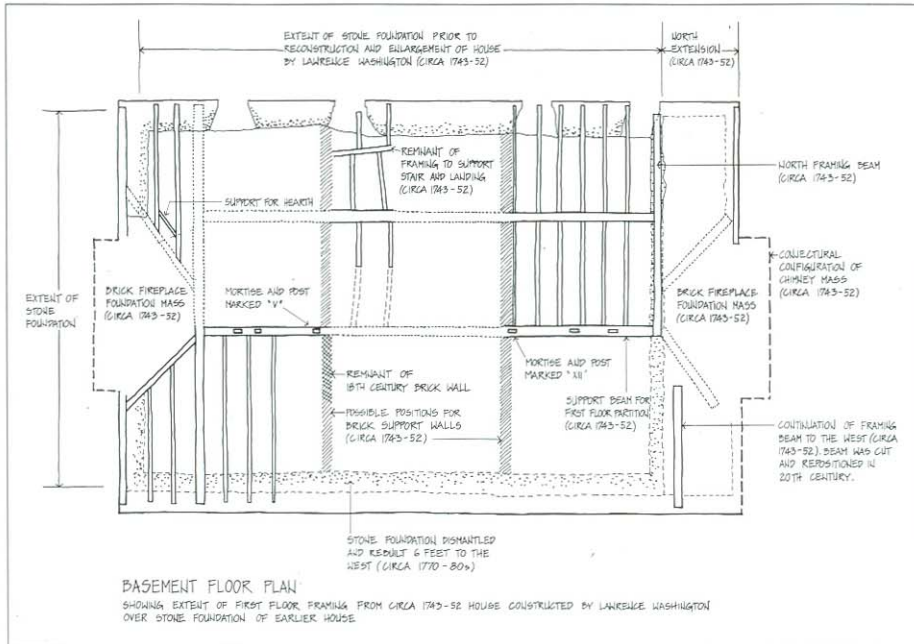 EXTENT OF STONE FOUNDATION PRIOR TO
RECONSTRUCTION AND ENLARGEMENT OF HOUSE
BY LAWRENCE WASHINGTON (CIRCA 1743-52)
NORTH
EXTENSION
(CIRCA 1743-52)
REMNANT OF
FRAMING TO SUPPORT
STAIR AND LANDING
(CIRCA 1743-52)
NORTH FRAMING BEAM
(CIRCA 1743-52)
SUPPORT FOR HEARTH
CONJECTURAL
CONFIGURATION OF
CHIMNEY MASS
(CIRCA 1743-52)
EXTENT OF
STONE
FOUNDATION
BRICK FIREPLACE
FOUNDATION MASS
(CIRCA 1743-52)
MORTISE AND POST
MARKED "V"
BRICK FIREPLACE
FOUNDATION MASS
(CIRCA 1743-52)
REMNANT OF
18TH CENTURY BRICK WALL
MORTISE AND POST
MARKED "XII"
POSSIBLE POSITIONS FOR
BRICK SUPPORT WALLS
(CIRCA 1743-52)
SUPPORT BEAM FOR
FIRST FLOOR PARTITION
(CIRCA 1743-52)
CONTINUATION OF FRAMING
BEAM TO THE WEST (CIRCA
1743-52). BEAM WAS CUT
AND REPOSITIONED IN
20TH CENTURY.
STONE FOUNDATION DISMANTLED
AND REBUILT 6 FEET TO THE
WEST (CIRCA 1770-80s)
BASEMENT FLOOR PLAN
SHOWING EXTENT OF FIRST FLOOR FRAMING FROM CIRCA 1743-52 HOUSE CONSTRUCTED BY LAWRENCE WASHINGTON
OVER STONE FOUNDATION OF EARLIER HOUSE